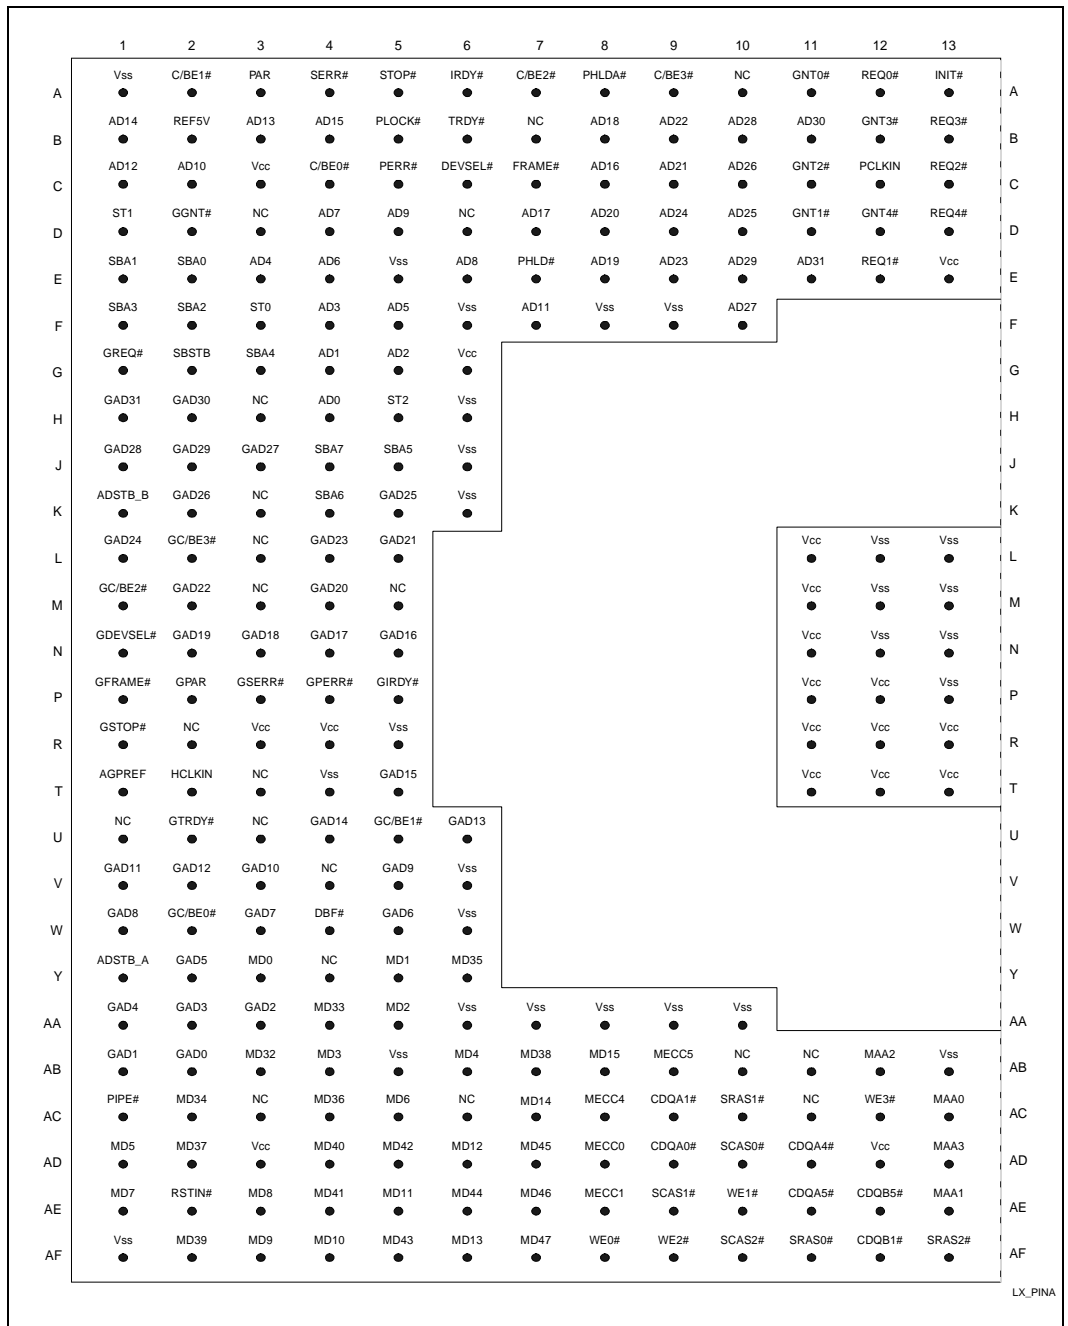 1 2 3 4 5 6 7 8 9 10 11 12 13
Vss C/BE1# PAR SERR# STOP# IRDY# C/BE2# PHLDA# C/BE3# NC GNT0# REQ0# INIT#
A A
AD14 REF5V AD13 AD15 PLOCK# TRDY# NC AD18 AD22 AD28 AD30 GNT3# REQ3#
B B
AD12 AD10 Vcc C/BE0# PERR# DEVSEL# FRAME# AD16 AD21 AD26 GNT2# PCLKIN REQ2#
C C
ST1 GGNT# NC AD7 AD9 NC AD17 AD20 AD24 AD25 GNT1# GNT4# REQ4#
D D
SBA1 SBA0 AD4 AD6 Vss AD8 PHLD# AD19 AD23 AD29 AD31 REQ1# Vcc
E E
SBA3 SBA2 ST0 AD3 AD5 Vss AD11 Vss Vss AD27
F F
GREQ# SBSTB SBA4 AD1 AD2 Vcc
G G
GAD31 GAD30 NC AD0 ST2 Vss
H H
GAD28 GAD29 GAD27 SBA7 SBA5 Vss
J J
ADSTB_B GAD26 NC SBA6 GAD25 Vss
K K
GAD24 GC/BE3# NC GAD23 GAD21 Vcc Vss Vss
L L
GC/BE2# GAD22 NC GAD20 NC Vcc Vss Vss
M M
GDEVSEL# GAD19 GAD18 GAD17 GAD16 Vcc Vss Vss
N N
GFRAME# GPAR GSERR# GPERR# GIRDY# Vcc Vcc Vss
P P
GSTOP# NC Vcc Vcc Vss Vcc Vcc Vcc
R R
AGPREF HCLKIN NC Vss GAD15 Vcc Vcc Vcc
T T
NC GTRDY# NC GAD14 GC/BE1# GAD13
U U
GAD11 GAD12 GAD10 NC GAD9 Vss
V V
GAD8 GC/BE0# GAD7 DBF# GAD6 Vss
W W
ADSTB_A GAD5 MD0 NC MD1 MD35
Y Y
GAD4 GAD3 GAD2 MD33 MD2 Vss Vss Vss Vss Vss
AA AA
GAD1 GAD0 MD32 MD3 Vss MD4 MD38 MD15 MECC5 NC NC MAA2 Vss
AB AB
PIPE# MD34 NC MD36 MD6 NC MD14 MECC4 CDQA1# SRAS1# NC WE3# MAA0
AC AC
MD5 MD37 Vcc MD40 MD42 MD12 MD45 MECC0 CDQA0# SCAS0# CDQA4# Vcc MAA3
AD AD
MD7 RSTIN# MD8 MD41 MD11 MD44 MD46 MECC1 SCAS1# WE1# CDQA5# CDQB5# MAA1
AE AE
Vss MD39 MD9 MD10 MD43 MD13 MD47 WE0# WE2# SCAS2# SRAS0# CDQB1# SRAS2#
AF AF
LX_PINA